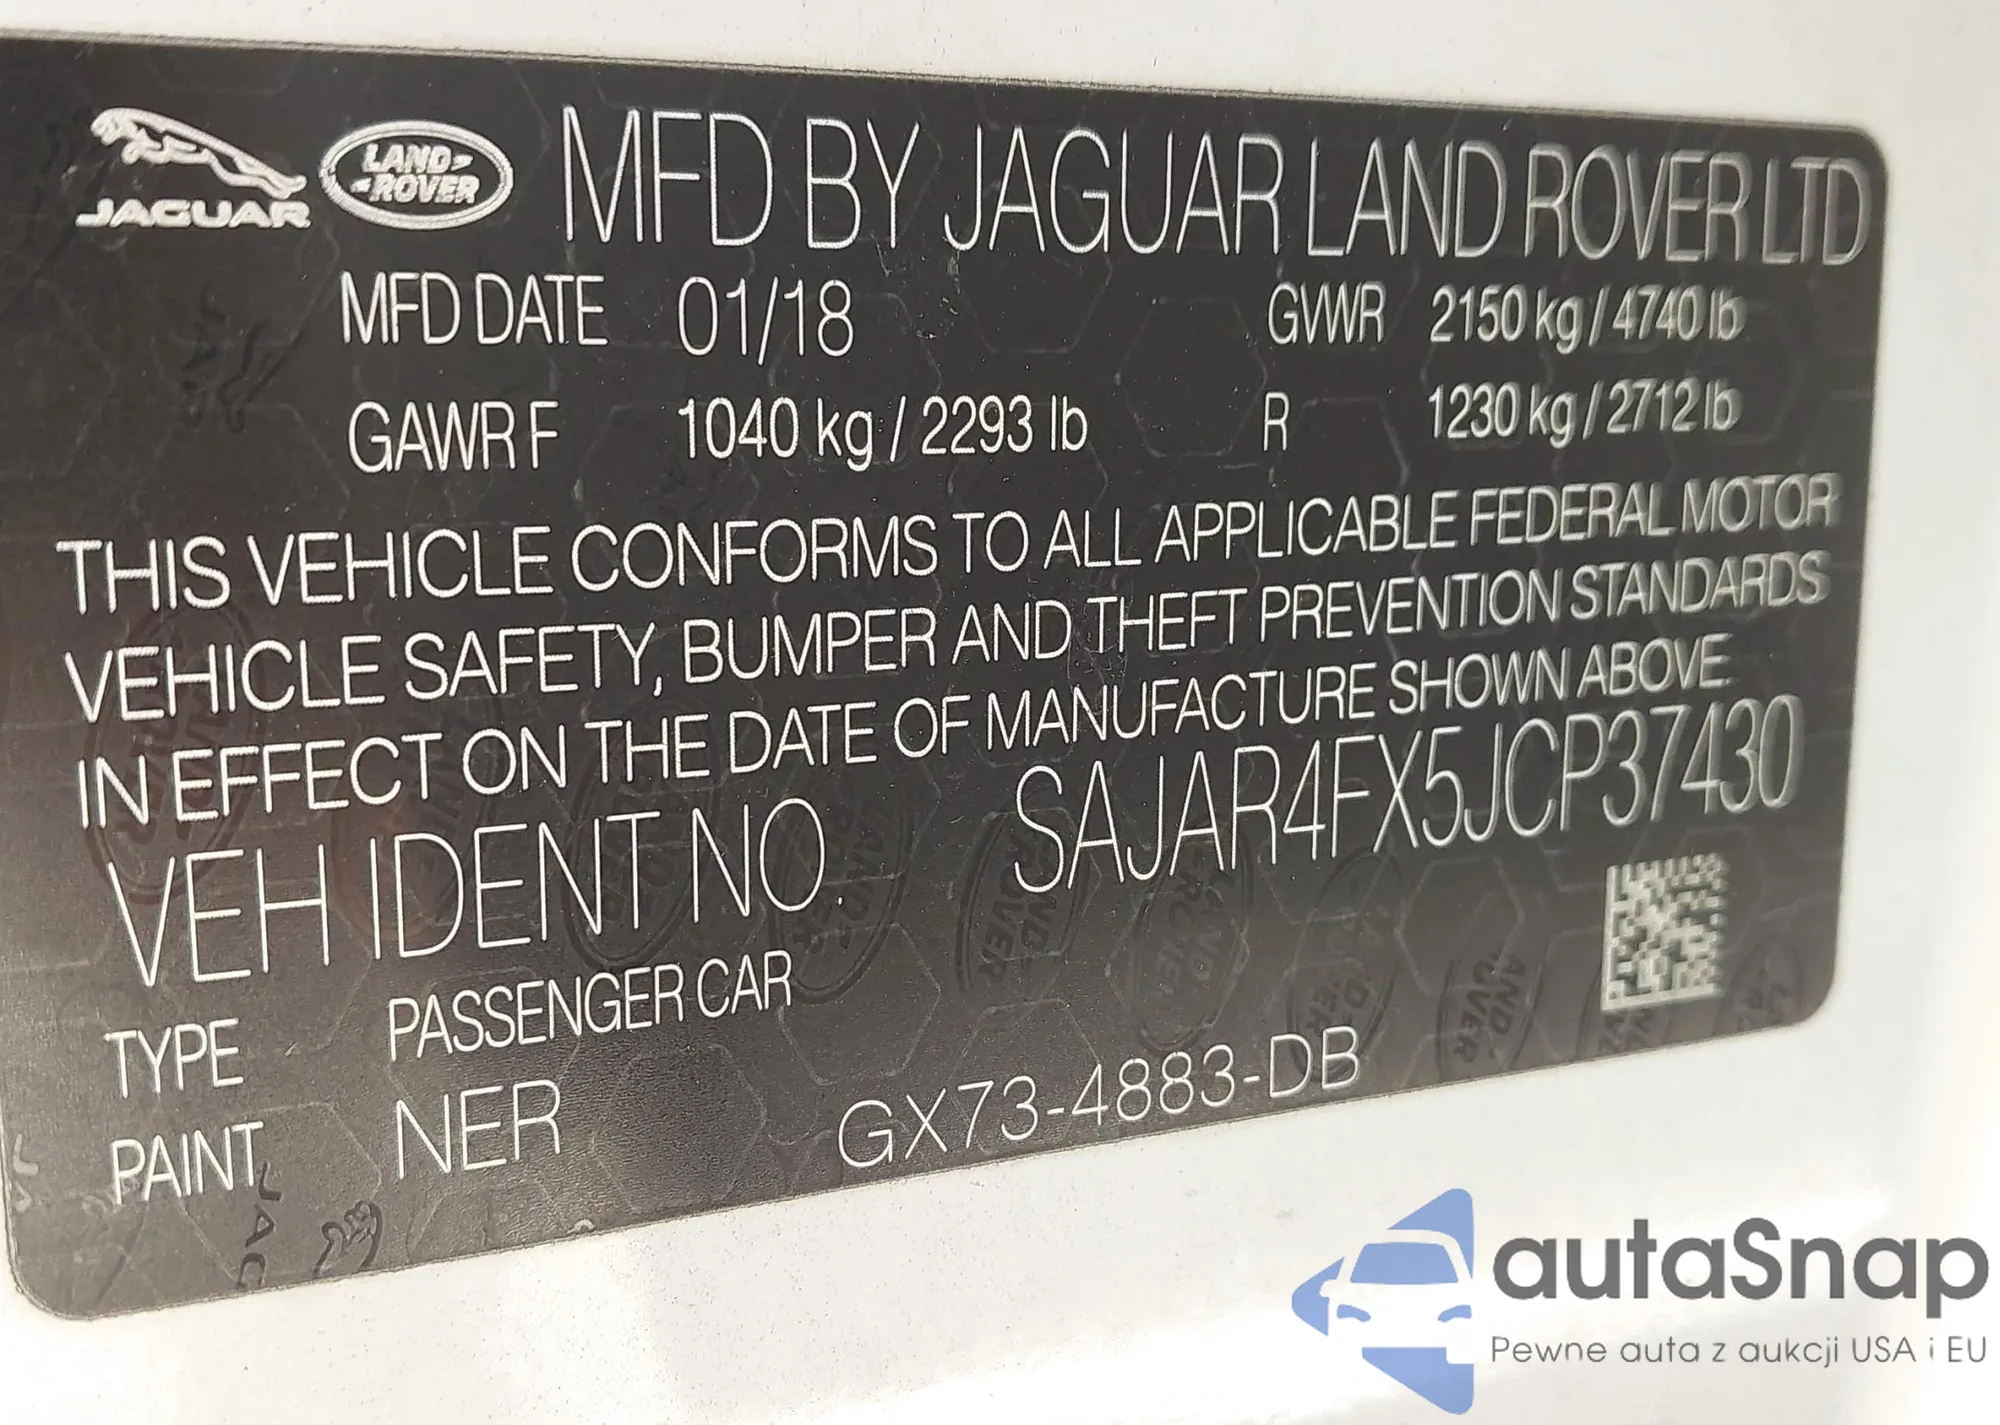 JAGUAR LAND ROVER MFD BY JAGUAR LAND ROVER LTD
MFD DATE 01/18 GVWR 2150 kg / 4740 lb
GAWR F 1040 kg / 2293 lb R 1230 kg / 2712 lb
THIS VEHICLE CONFORMS TO ALL APPLICABLE FEDERAL MOTOR
VEHICLE SAFETY, BUMPER AND THEFT PREVENTION STANDARDS
IN EFFECT ON THE DATE OF MANUFACTURE SHOWN ABOVE.
VEH IDENT NO. SAJAR4FX5JCP37430
TYPE PASSENGER CAR
PAINT NER GX73-4883-DB
autaSnap
Pewne auta z aukcji USA i EU